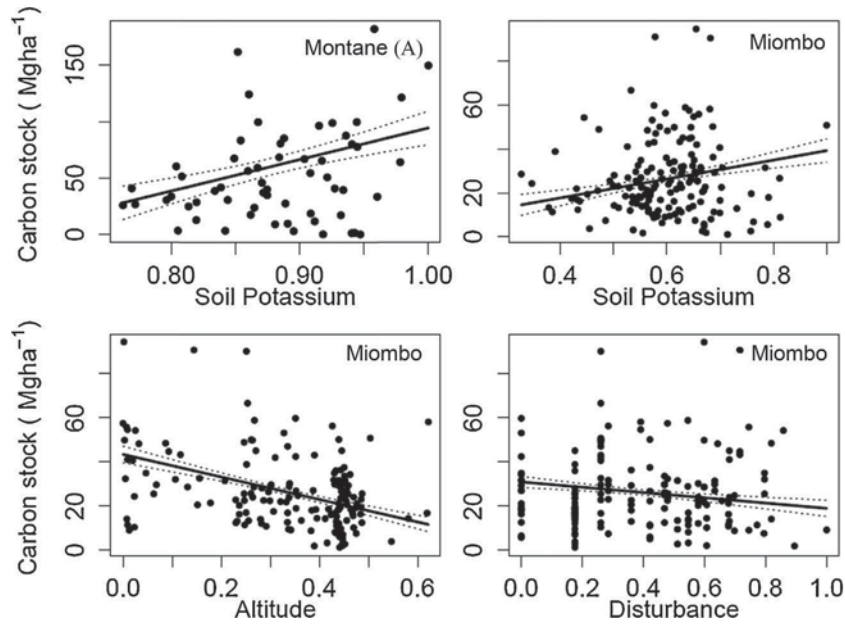 Montane (A)
Carbon stock ( Mgha⁻¹)
0 50 150
0.80 0.90 1.00
Soil Potassium
Miombo
0 20 60
0.4 0.6 0.8
Soil Potassium
Miombo
Carbon stock ( Mgha⁻¹)
0 20 60
0.0 0.2 0.4 0.6
Altitude
Miombo
0 20 60
0.0 0.2 0.4 0.6 0.8 1.0
Disturbance